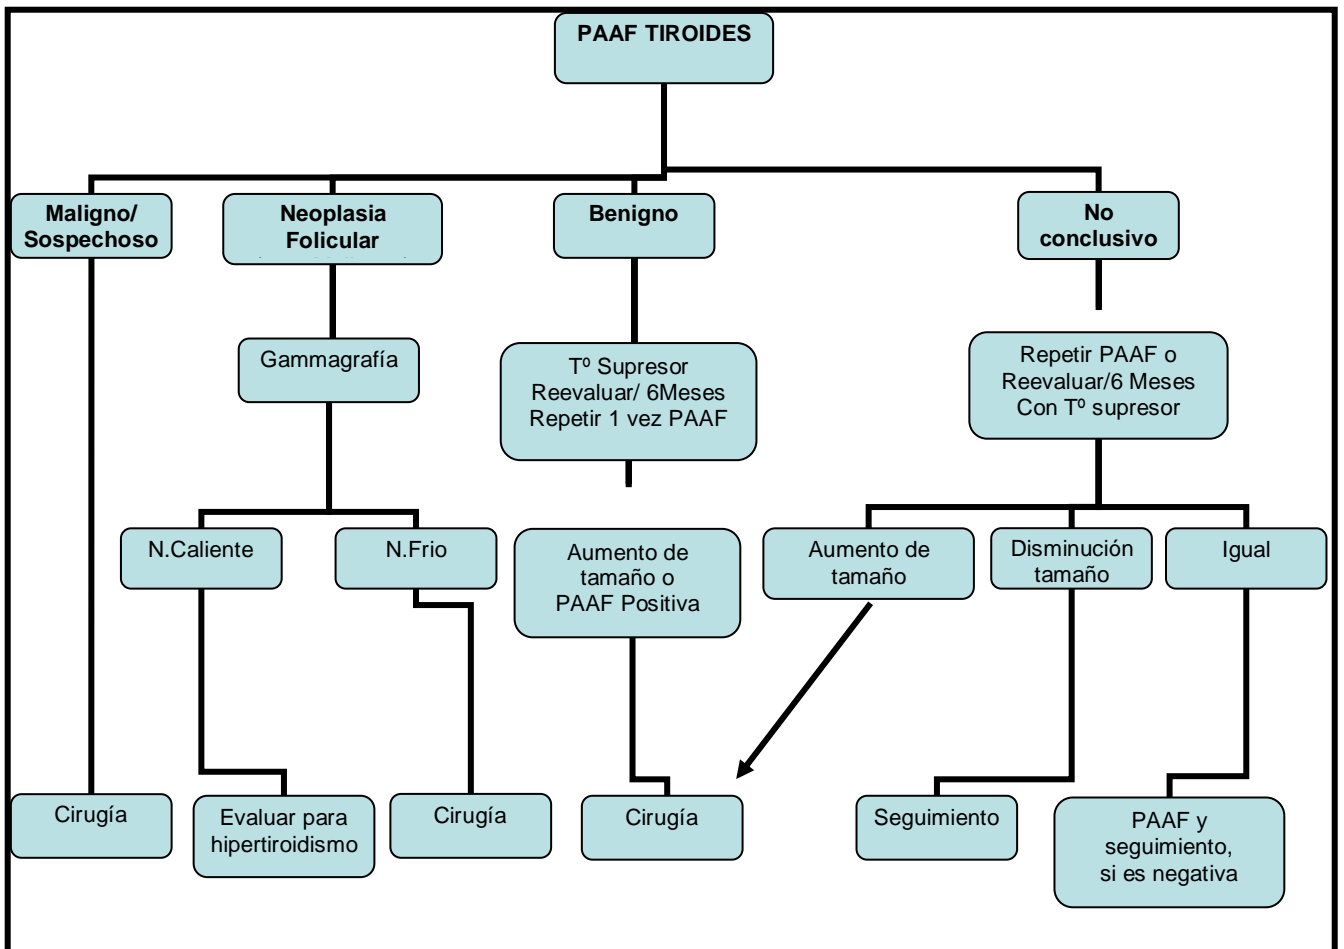 PAAF TIROIDES
Maligno/
Sospechoso
Neoplasia
Folicular
Benigno
No
conclusivo
Gammagrafía
Tº Supresor
Reevaluar/ 6Meses
Repetir 1 vez PAAF
Repetir PAAF o
Reevaluar/6 Meses
Con Tº supresor
N.Caliente
N.Frio
Aumento de
tamaño o
PAAF Positiva
Aumento de
tamaño
Disminución
tamaño
Igual
Cirugía
Evaluar para
hipertiroidismo
Cirugía
Cirugía
Seguimiento
PAAF y
seguimiento,
si es negativa